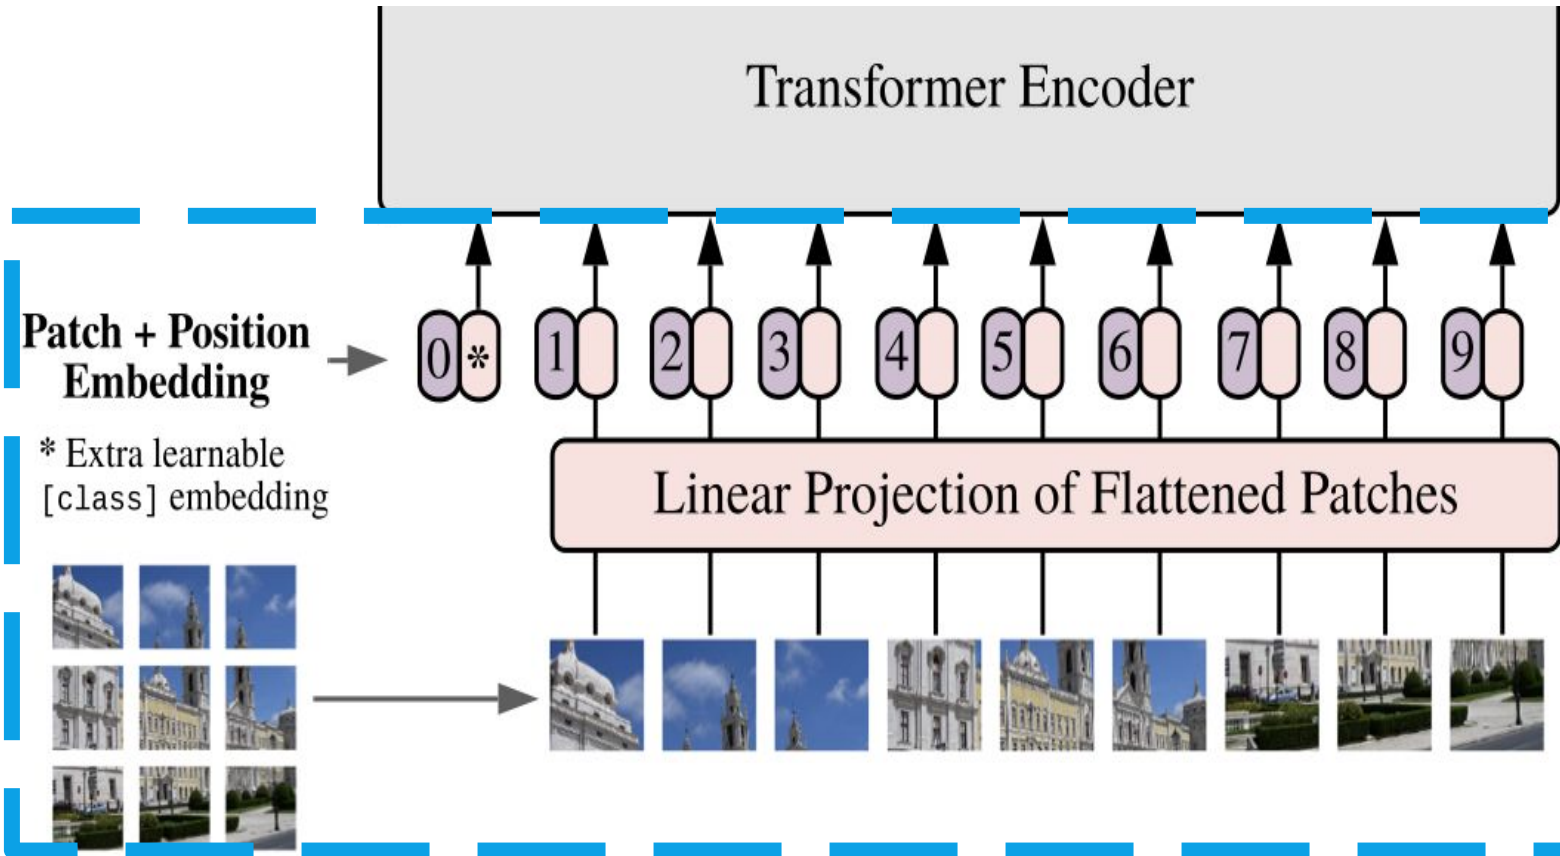 Transformer Encoder
Patch + Position
Embedding
0 * 1 2 3 4 5 6 7 8 9
* Extra learnable
[class] embedding
Linear Projection of Flattened Patches